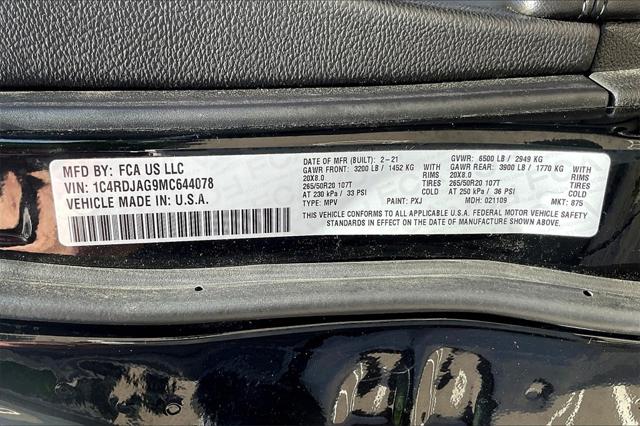 MFD BY: FCA US LLC
VIN: 1C4RDJAG9MC644078
VEHICLE MADE IN: U.S.A.
DATE OF MFR (BUILT): 2-21 GVWR: 6500 LB / 2949 KG
GAWR FRONT: 3200 LB / 1452 KG WITH GAWR REAR: 3900 LB / 1770 KG WITH
20X8.0 RIMS 20X8.0 RIMS
265/50R20 107T TIRES 265/50R20 107T TIRES
AT 230 kPa / 33 PSI COLD AT 250 kPa / 36 PSI COLD
TYPE: MPV PAINT: PXJ MDH: 021109 MKT: 875
THIS VEHICLE CONFORMS TO ALL APPLICABLE U.S.A. FEDERAL MOTOR VEHICLE SAFETY
STANDARDS IN EFFECT ON THE DATE OF MANUFACTURE SHOWN ABOVE.